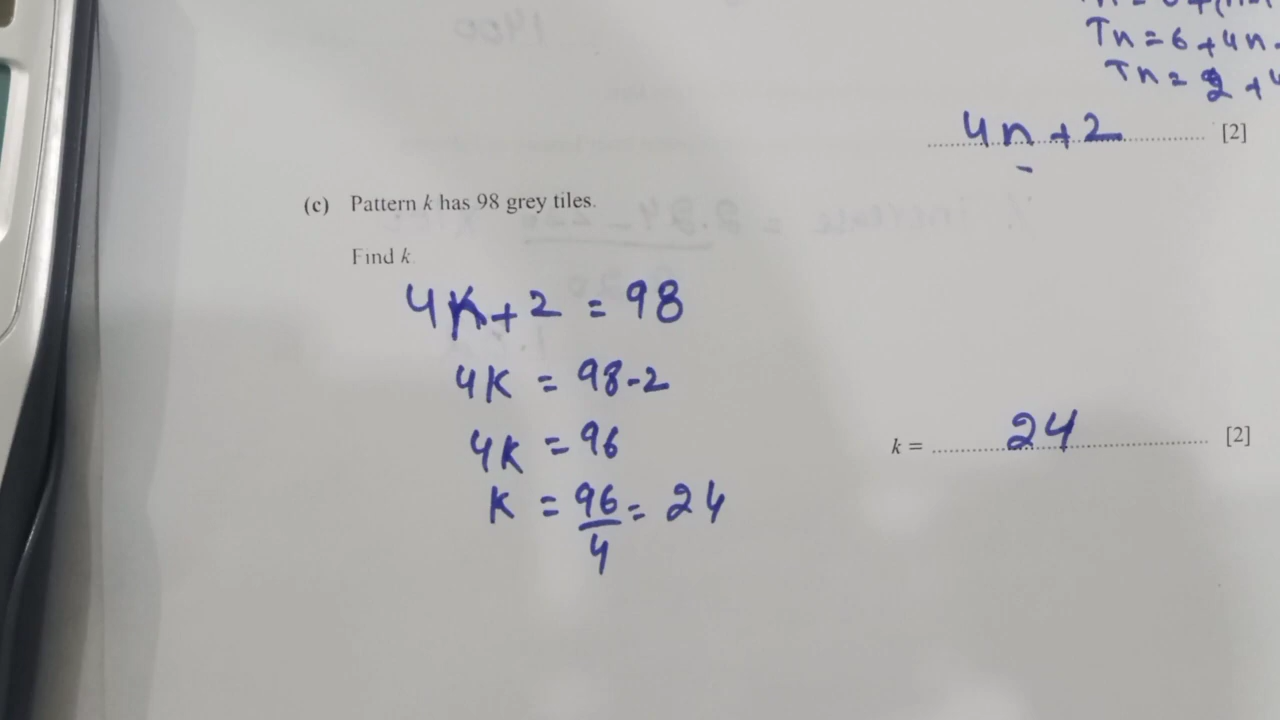 Tn = 6 + 4n
Tn = 2 + 4
4n + 2 [2]
(c) Pattern k has 98 grey tiles.
Find k.
4K + 2 = 98
4K = 98 - 2
4K = 96
k = 24 [2]
K = 96/4 = 24